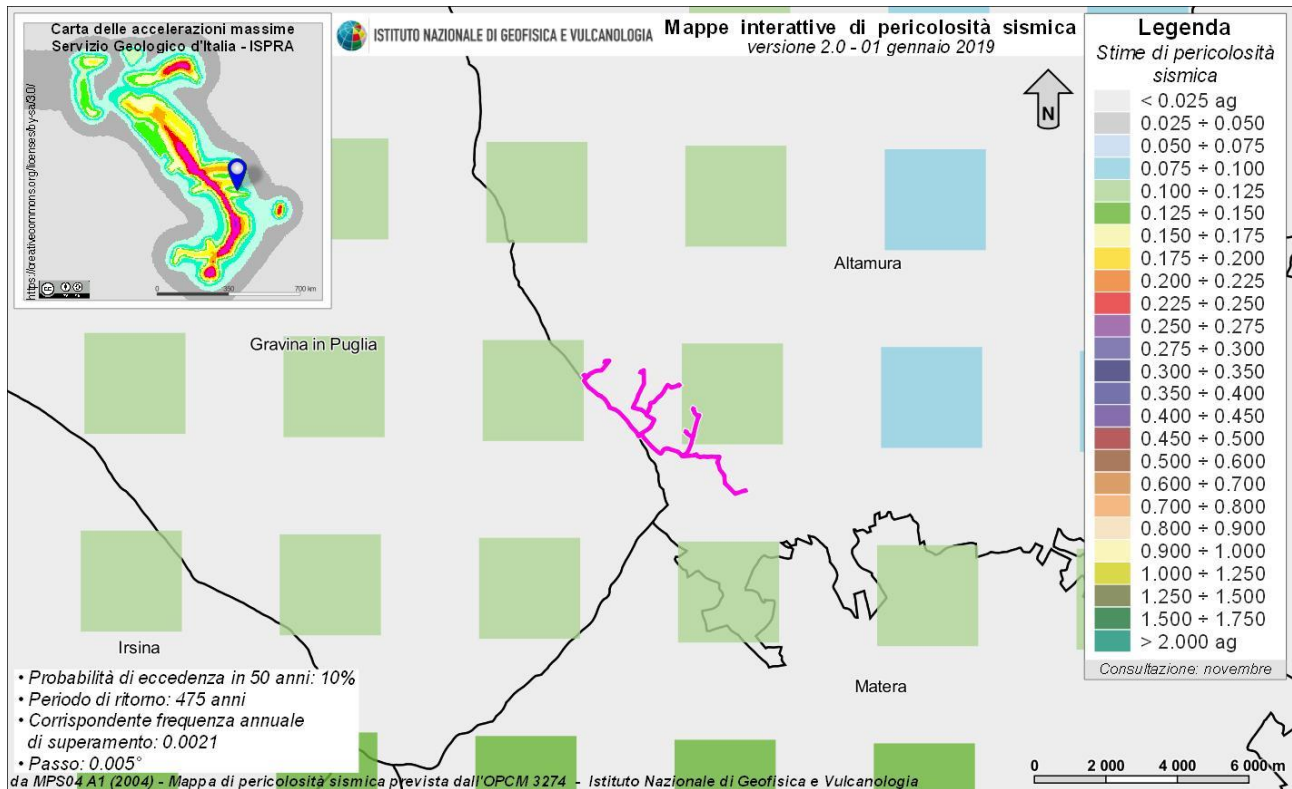 Carta delle accelerazioni massime
Servizio Geologico d'Italia - ISPRA
https://creativecommons.org/licenses/by-sa/3.0/
0 350 700 km
ISTITUTO NAZIONALE DI GEOFISICA E VULCANOLOGIA
Mappe interattive di pericolosità sismica
versione 2.0 - 01 gennaio 2019
N
Altamura
Gravina in Puglia
Irsina
Matera
Legenda
Stime di pericolosità
sismica
< 0.025 ag
0.025 ÷ 0.050
0.050 ÷ 0.075
0.075 ÷ 0.100
0.100 ÷ 0.125
0.125 ÷ 0.150
0.150 ÷ 0.175
0.175 ÷ 0.200
0.200 ÷ 0.225
0.225 ÷ 0.250
0.250 ÷ 0.275
0.275 ÷ 0.300
0.300 ÷ 0.350
0.350 ÷ 0.400
0.400 ÷ 0.450
0.450 ÷ 0.500
0.500 ÷ 0.600
0.600 ÷ 0.700
0.700 ÷ 0.800
0.800 ÷ 0.900
0.900 ÷ 1.000
1.000 ÷ 1.250
1.250 ÷ 1.500
1.500 ÷ 1.750
> 2.000 ag
Consultazione: novembre
• Probabilità di eccedenza in 50 anni: 10%
• Periodo di ritorno: 475 anni
• Corrispondente frequenza annuale
di superamento: 0.0021
• Passo: 0.005°
da MPS04 A1 (2004) - Mappa di pericolosità sismica prevista dall'OPCM 3274 - Istituto Nazionale di Geofisica e Vulcanologia
0 2 000 4 000 6 000 m